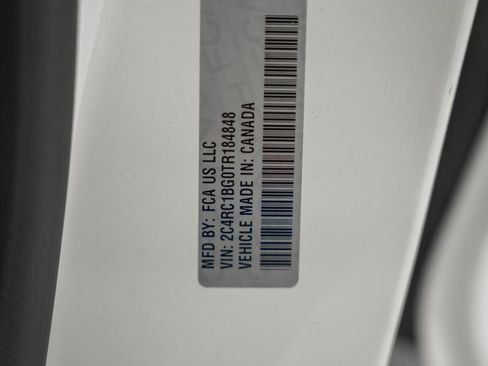 MFD BY: FCA US LLC
VIN: 2C4RC1BG0TR184848
VEHICLE MADE IN: CANADA